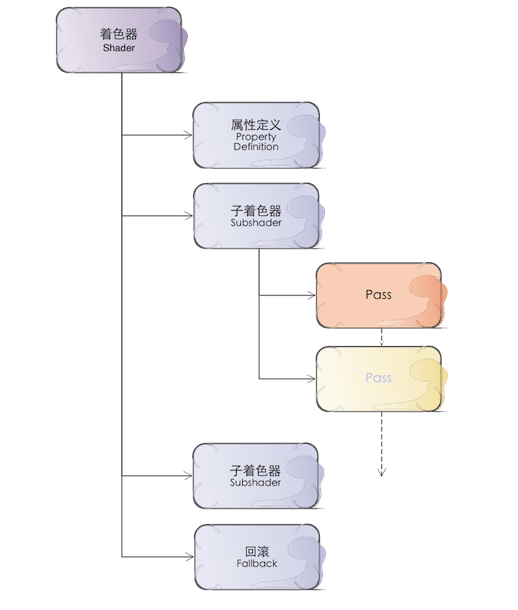 着色器
Shader
属性定义
Property
Definition
子着色器
Subshader
Pass
Pass
子着色器
Subshader
回滚
Fallback